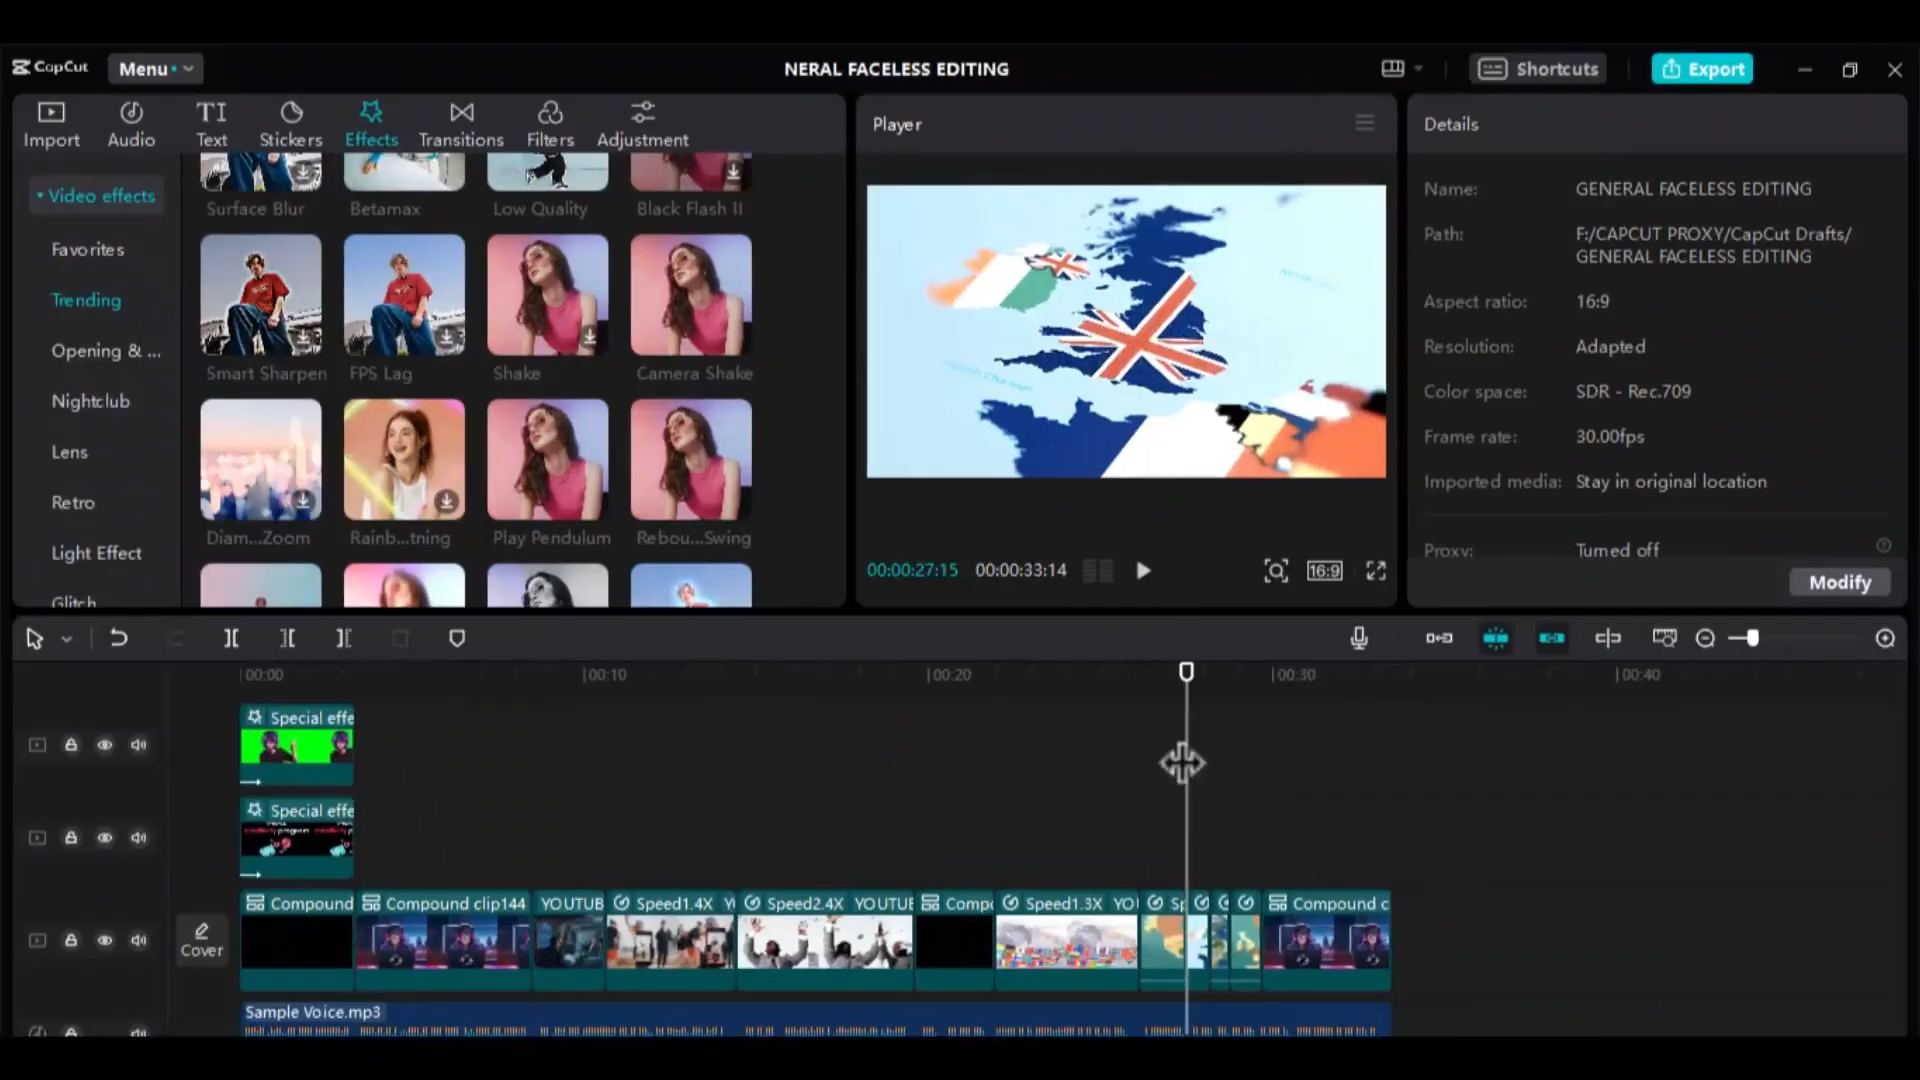 CapCut
Menu
NERAL FACELESS EDITING
Shortcuts
Export
Import
Audio
TI
Text
Stickers
Effects
Transitions
Filters
Adjustment
Video effects
Favorites
Trending
Opening & ...
Nightclub
Lens
Retro
Light Effect
Glitch
Surface Blur
Betamax
Low Quality
Black Flash II
Smart Sharpen
FPS Lag
Shake
Camera Shake
Diam...Zoom
Rainb...tning
Play Pendulum
Rebou...Swing
Player
00:00:27:15
00:00:33:14
16:9
Details
Name: GENERAL FACELESS EDITING
Path: F:/CAPCUT PROXY/CapCut Drafts/
GENERAL FACELESS EDITING
Aspect ratio: 16:9
Resolution: Adapted
Color space: SDR - Rec.709
Frame rate: 30.00fps
Imported media: Stay in original location
Proxy: Turned off
Modify
00:00
00:10
00:20
00:30
00:40
Special effe
Special effe
Cover
Compound
Compound clip144
YOUTUB
Speed1.4X Y
Speed2.4X YOUTUE
Compo
Speed1.3X YO
Sp
Compound c
Sample Voice.mp3